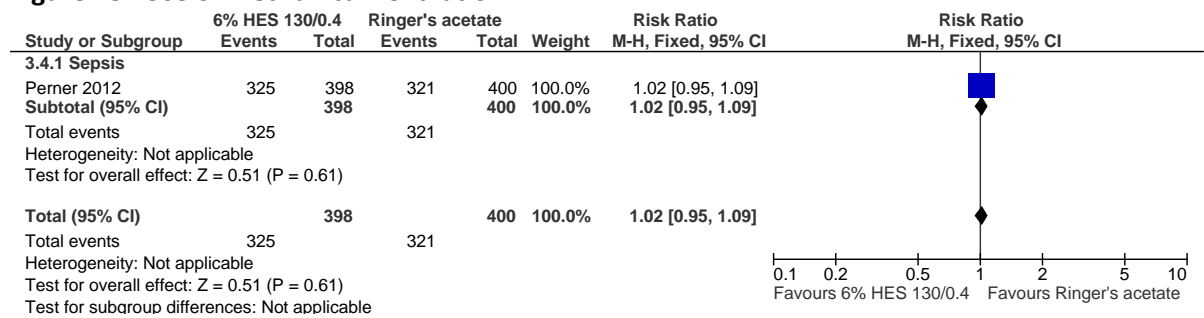 6% HES 130/0.4 Ringer's acetate Risk Ratio Risk Ratio
Study or Subgroup Events Total Events Total Weight M-H, Fixed, 95% CI M-H, Fixed, 95% CI
3.4.1 Sepsis
Perner 2012 325 398 321 400 100.0% 1.02 [0.95, 1.09]
Subtotal (95% CI) 398 400 100.0% 1.02 [0.95, 1.09]
Total events 325 321
Heterogeneity: Not applicable
Test for overall effect: Z = 0.51 (P = 0.61)
Total (95% CI) 398 400 100.0% 1.02 [0.95, 1.09]
Total events 325 321
Heterogeneity: Not applicable
Test for overall effect: Z = 0.51 (P = 0.61)
Test for subgroup differences: Not applicable
0.1 0.2 0.5 1 2 5 10
Favours 6% HES 130/0.4 Favours Ringer's acetate